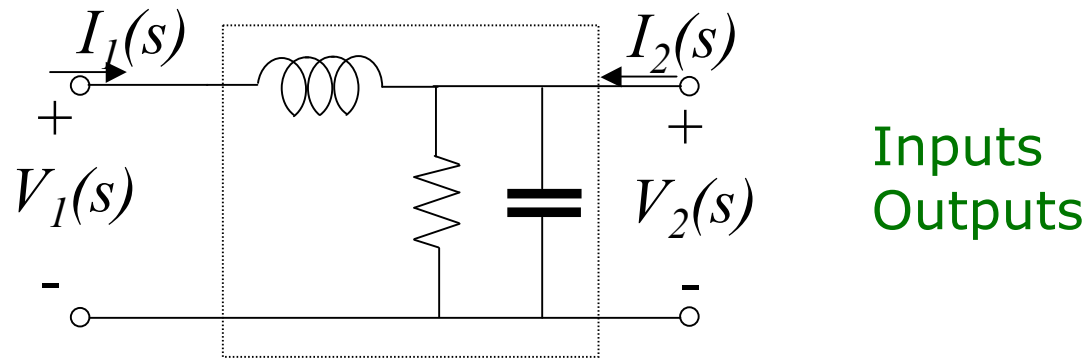 I1(s)
I2(s)
+
+
V1(s)
V2(s)
-
-
Inputs
Outputs